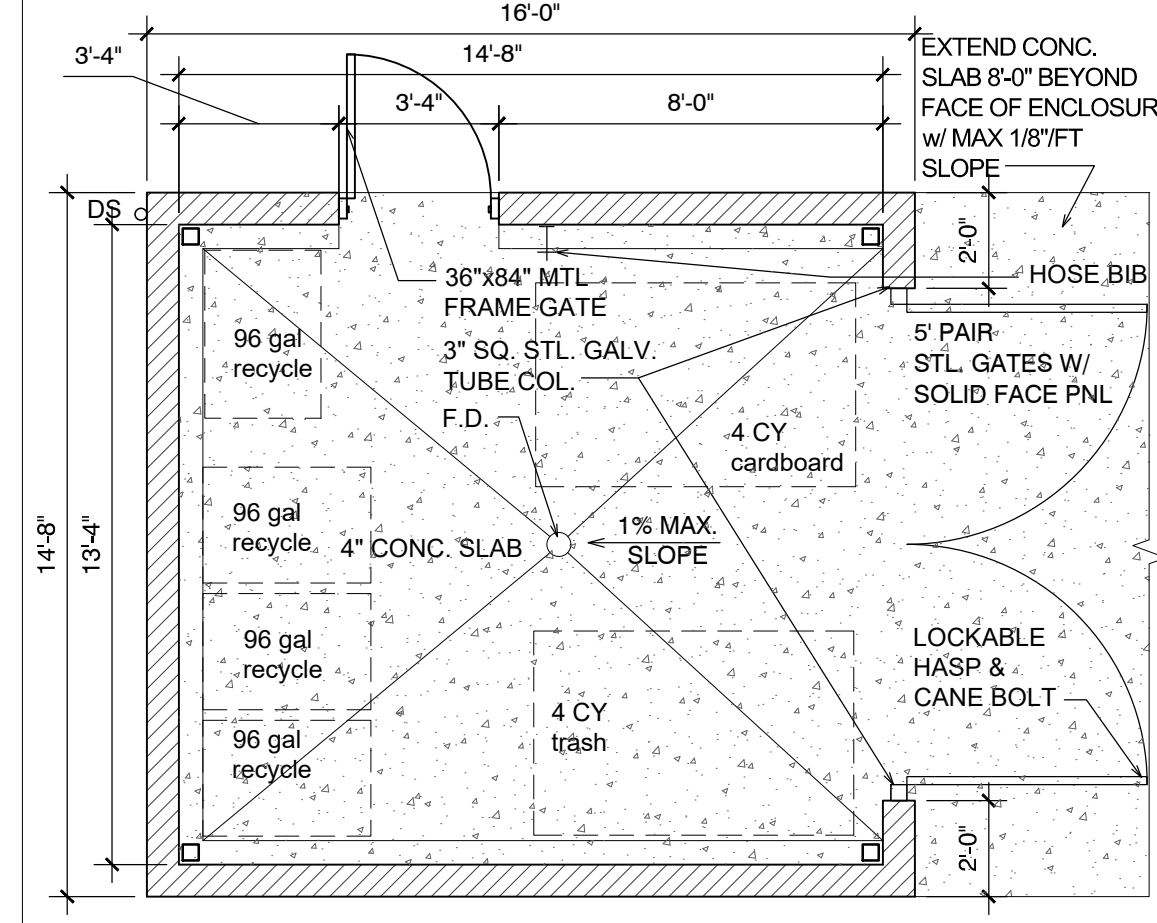 16'-0"
3'-4"
14'-8"
3'-4"
8'-0"
EXTEND CONC.
SLAB 8'-0" BEYOND
FACE OF ENCLOSUR
w/ MAX 1/8"/FT
SLOPE
DS
2'-0"
HOSE BIB
36"x84" MTL
FRAME GATE
96 gal
recycle
3" SQ. STL. GALV.
TUBE COL.
5' PAIR
STL. GATES W/
SOLID FACE PNL
F.D.
4 CY
cardboard
14'-8"
13'-4"
96 gal
recycle
4" CONC. SLAB
1% MAX.
SLOPE
96 gal
recycle
LOCKABLE
HASP &
CANE BOLT
4 CY
trash
96 gal
recycle
2'-0"